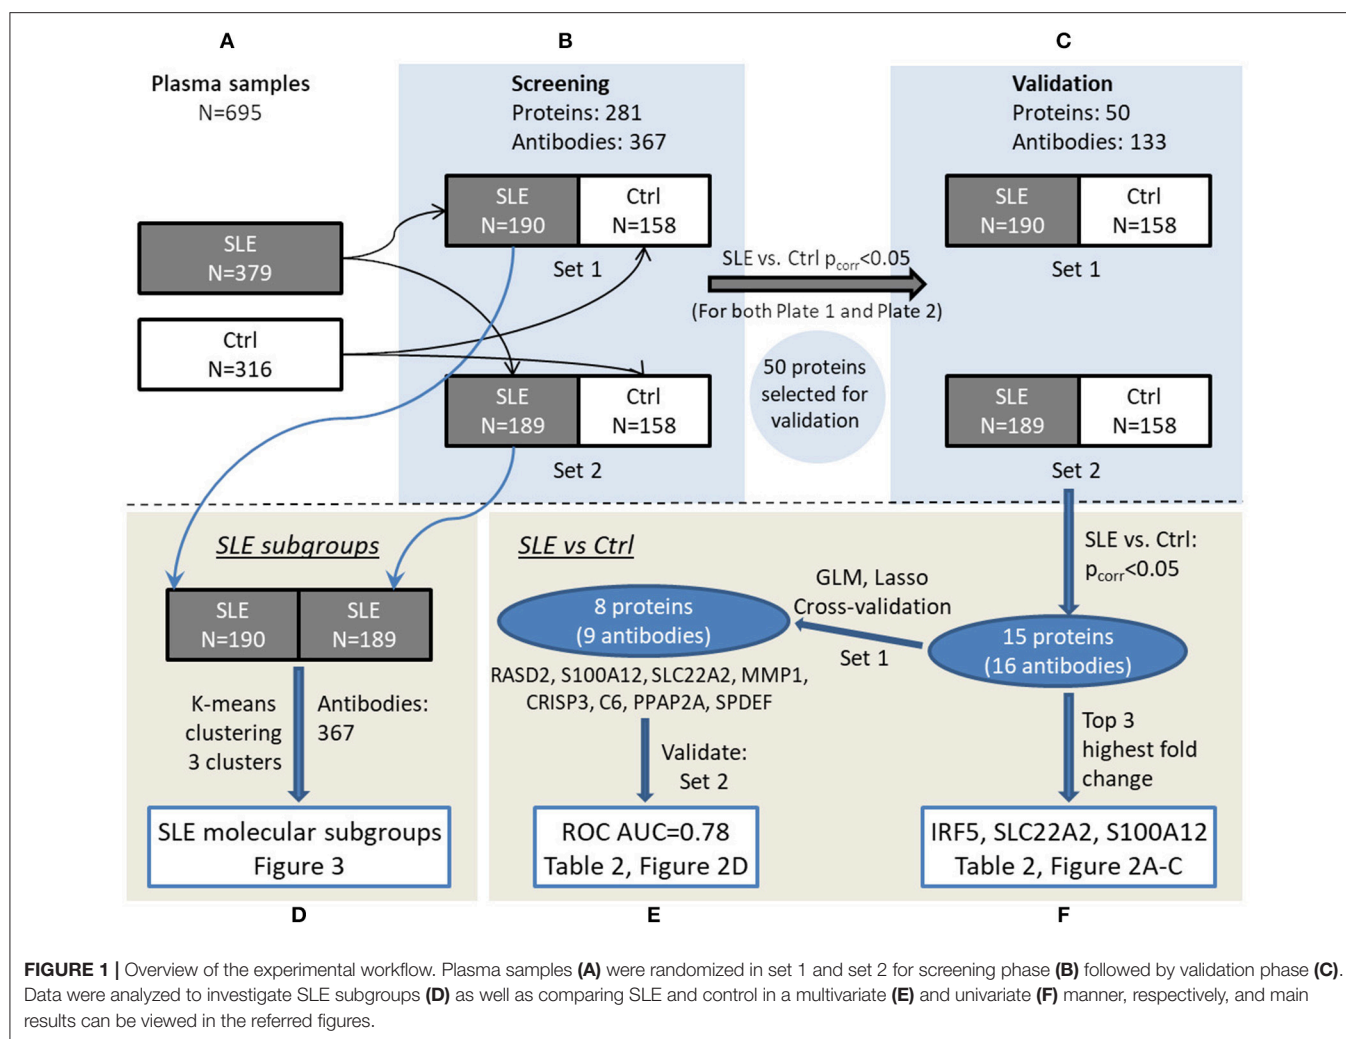 A
B
C
Plasma samples
N=695
Screening
Proteins: 281
Antibodies: 367
Validation
Proteins: 50
Antibodies: 133
SLE
N=379
Ctrl
N=316
SLE
N=190
Ctrl
N=158
Set 1
SLE
N=189
Ctrl
N=158
Set 2
SLE vs. Ctrl pcorr<0.05
(For both Plate 1 and Plate 2)
50 proteins
selected for
validation
SLE
N=190
Ctrl
N=158
Set 1
SLE
N=189
Ctrl
N=158
Set 2
SLE subgroups
SLE
N=190
SLE
N=189
K-means
clustering
3 clusters
Antibodies:
367
SLE molecular subgroups
Figure 3
SLE vs Ctrl
8 proteins
(9 antibodies)
GLM, Lasso
Cross-validation
Set 1
RASD2, S100A12, SLC22A2, MMP1,
CRISP3, C6, PPAP2A, SPDEF
Validate:
Set 2
ROC AUC=0.78
Table 2, Figure 2D
SLE vs. Ctrl:
pcorr<0.05
15 proteins
(16 antibodies)
Top 3
highest fold
change
IRF5, SLC22A2, S100A12
Table 2, Figure 2A-C
D
E
F
FIGURE 1 | Overview of the experimental workflow. Plasma samples (A) were randomized in set 1 and set 2 for screening phase (B) followed by validation phase (C).
Data were analyzed to investigate SLE subgroups (D) as well as comparing SLE and control in a multivariate (E) and univariate (F) manner, respectively, and main
results can be viewed in the referred figures.